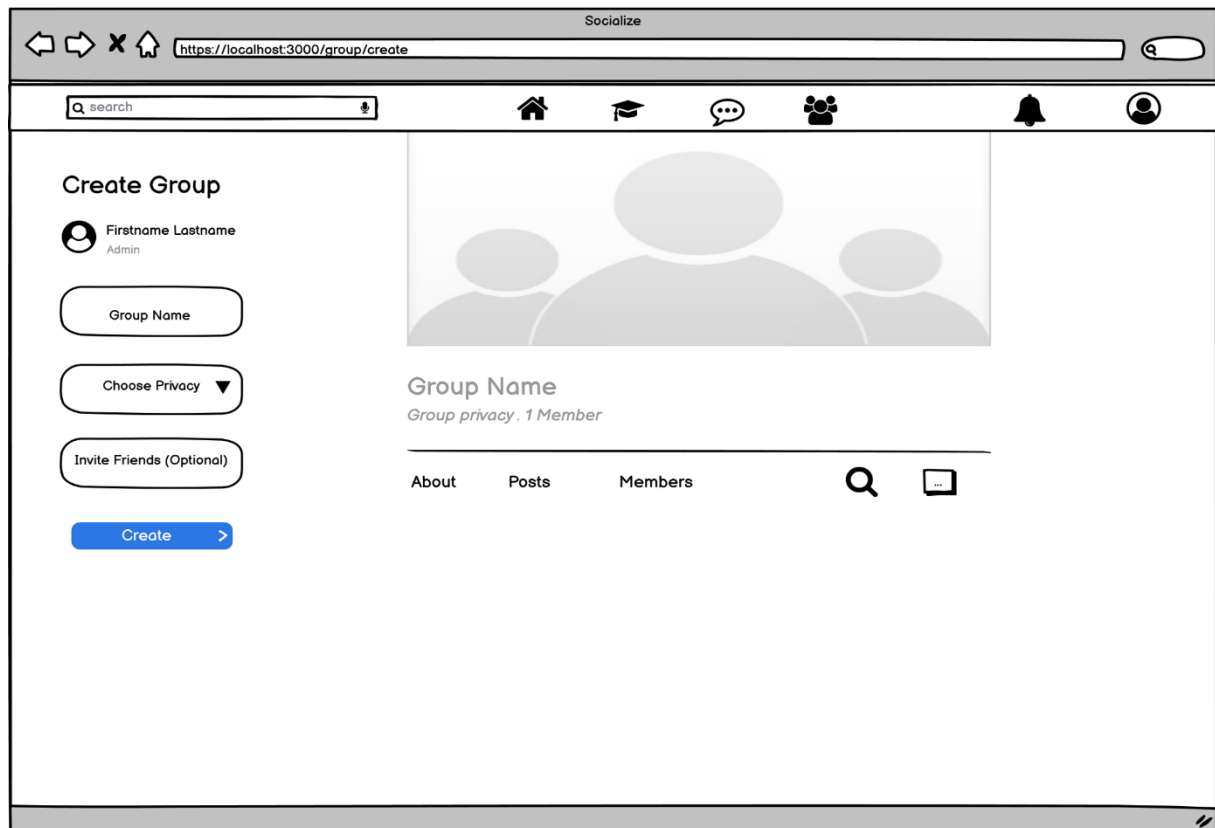 Socialize
https://localhost:3000/group/create
search
Create Group
Firstname Lastname
Admin
Group Name
Choose Privacy
Invite Friends (Optional)
Create >
Group Name
Group privacy . 1 Member
About Posts Members
...